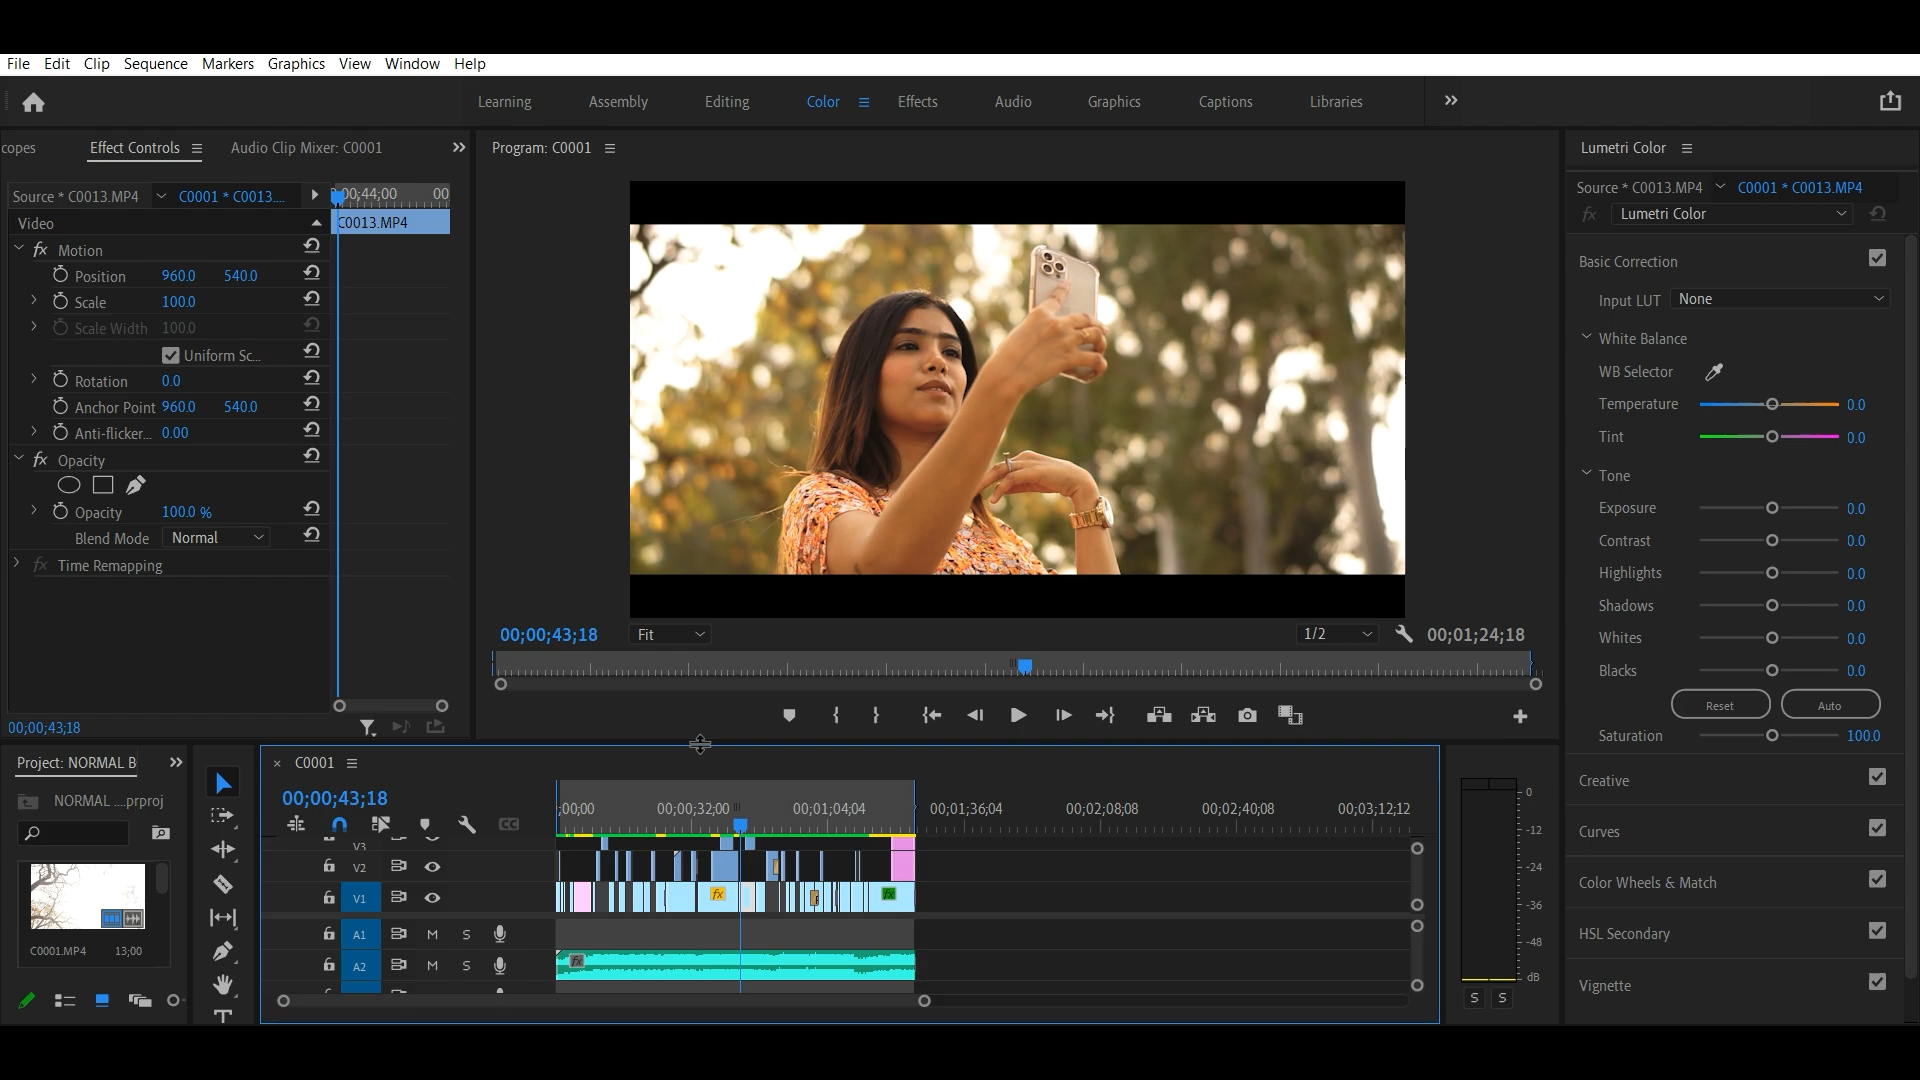 File Edit Clip Sequence Markers Graphics View Window Help
Learning Assembly Editing Color Effects Audio Graphics Captions Libraries
copes Effect Controls Audio Clip Mixer: C0001
Source * C0013.MP4 C0001 * C0013....
00;44;00 00
Video
C0013.MP4
fx Motion
Position 960.0 540.0
Scale 100.0
Scale Width 100.0
Uniform Sc...
Rotation 0.0
Anchor Point 960.0 540.0
Anti-flicker... 0.00
fx Opacity
Opacity 100.0 %
Blend Mode Normal
fx Time Remapping
00;00;43;18
Program: C0001
00;00;43;18 Fit 1/2 00;01;24;18
Lumetri Color
Source * C0013.MP4 C0001 * C0013.MP4
fx Lumetri Color
Basic Correction
Input LUT None
White Balance
WB Selector
Temperature 0.0
Tint 0.0
Tone
Exposure 0.0
Contrast 0.0
Highlights 0.0
Shadows 0.0
Whites 0.0
Blacks 0.0
Reset Auto
Saturation 100.0
Creative
Curves
Color Wheels & Match
HSL Secondary
Vignette
Project: NORMAL B
NORMAL ....prproj
C0001.MP4 13;00
× C0001
00;00;43;18
;00;00 00;00;32;00 00;01;04;04 00;01;36;04 00;02;08;08 00;02;40;08 00;03;12;12
CC
V3
V2
V1 fx fx
A1 M S
A2 M S fx
0
-12
-24
-36
-48
dB
S S
T